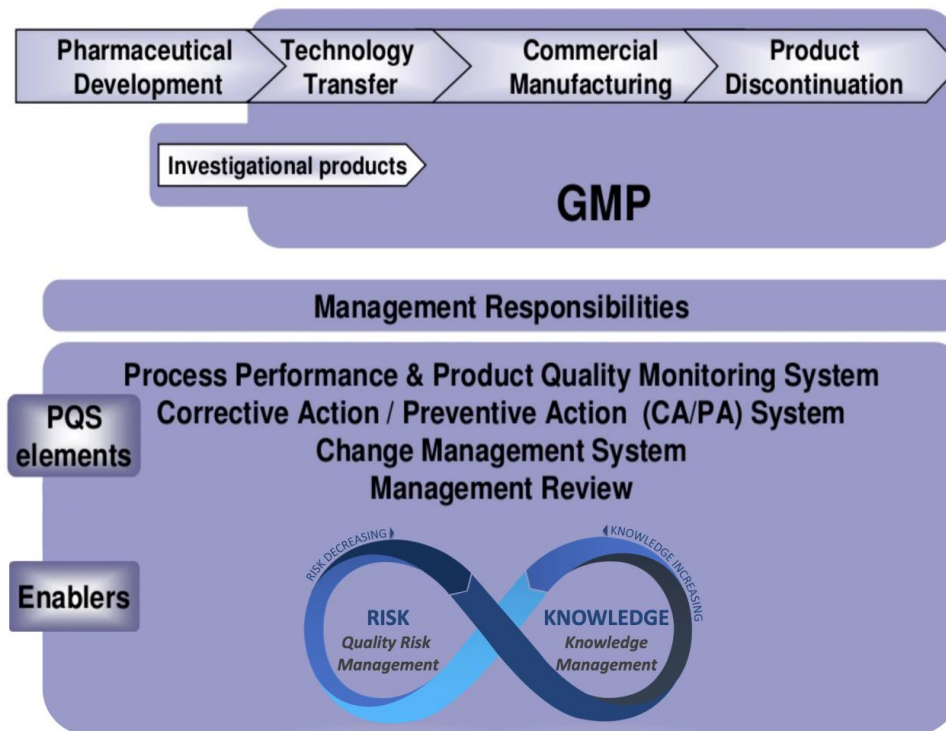 Pharmaceutical
Development
Technology
Transfer
Commercial
Manufacturing
Product
Discontinuation
Investigational products
GMP
Management Responsibilities
Process Performance & Product Quality Monitoring System
Corrective Action / Preventive Action (CA/PA) System
Change Management System
Management Review
PQS
elements
Enablers
RISK DECREASING
RISK
Quality Risk
Management
KNOWLEDGE INCREASING
KNOWLEDGE
Knowledge
Management